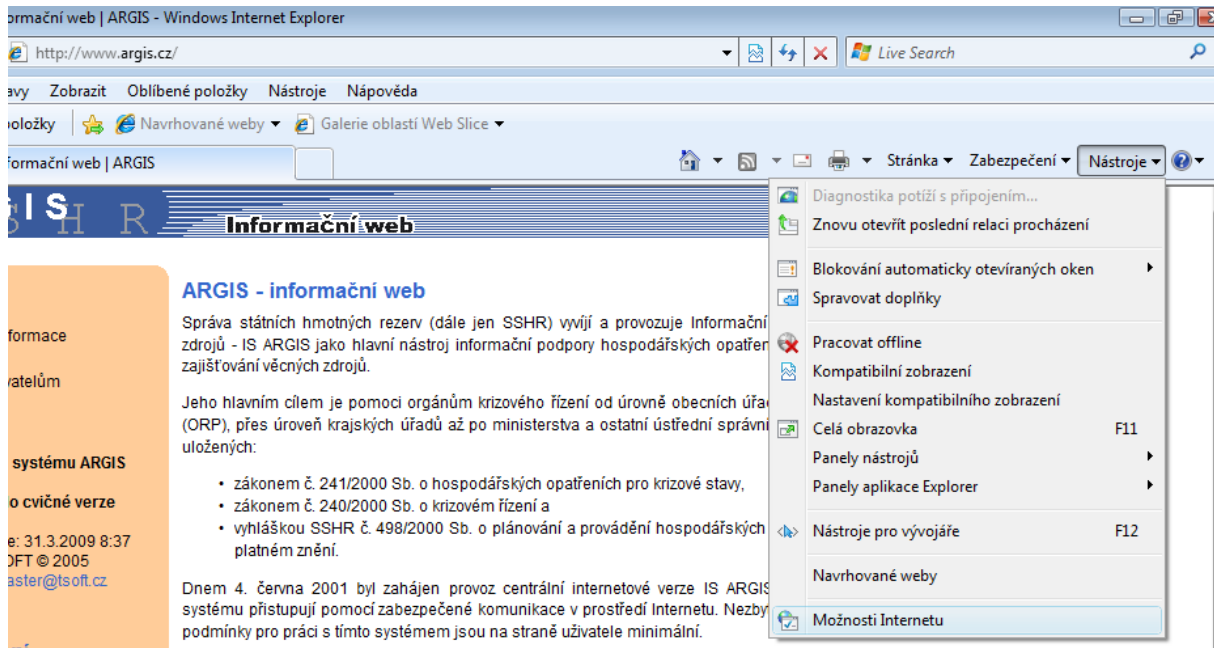 ormační web | ARGIS - Windows Internet Explorer
http://www.argis.cz/
Live Search
avy Zobrazit Oblíbené položky Nástroje Nápověda
položky Navrhované weby Galerie oblastí Web Slice
formační web | ARGIS
Stránka Zabezpečení Nástroje
GIS
SHR
Informační web
Diagnostika potíží s připojením...
Znovu otevřít poslední relaci procházení
Blokování automaticky otevíraných oken
Spravovat doplňky
Pracovat offline
Kompatibilní zobrazení
Nastavení kompatibilního zobrazení
Celá obrazovka F11
Panely nástrojů
Panely aplikace Explorer
Nástroje pro vývojáře F12
Navrhované weby
Možnosti Internetu
formace
vatelům
systému ARGIS
o cvičné verze
e: 31.3.2009 8:37
OFT © 2005
aster@tsoft.cz
ARGIS - informační web
Správa státních hmotných rezerv (dále jen SSHR) vyvíjí a provozuje Informační
zdrojů - IS ARGIS jako hlavní nástroj informační podpory hospodářských opatřen
zajišťování věcných zdrojů.
Jeho hlavním cílem je pomoci orgánům krizového řízení od úrovně obecních úřa
(ORP), přes úroveň krajských úřadů až po ministerstva a ostatní ústřední správní
uložených:
• zákonem č. 241/2000 Sb. o hospodářských opatřeních pro krizové stavy,
• zákonem č. 240/2000 Sb. o krizovém řízení a
• vyhláškou SSHR č. 498/2000 Sb. o plánování a provádění hospodářských
platném znění.
Dnem 4. června 2001 byl zahájen provoz centrální internetové verze IS ARGIS
systému přistupují pomocí zabezpečené komunikace v prostředí Internetu. Nezby
podmínky pro práci s tímto systémem jsou na straně uživatele minimální.